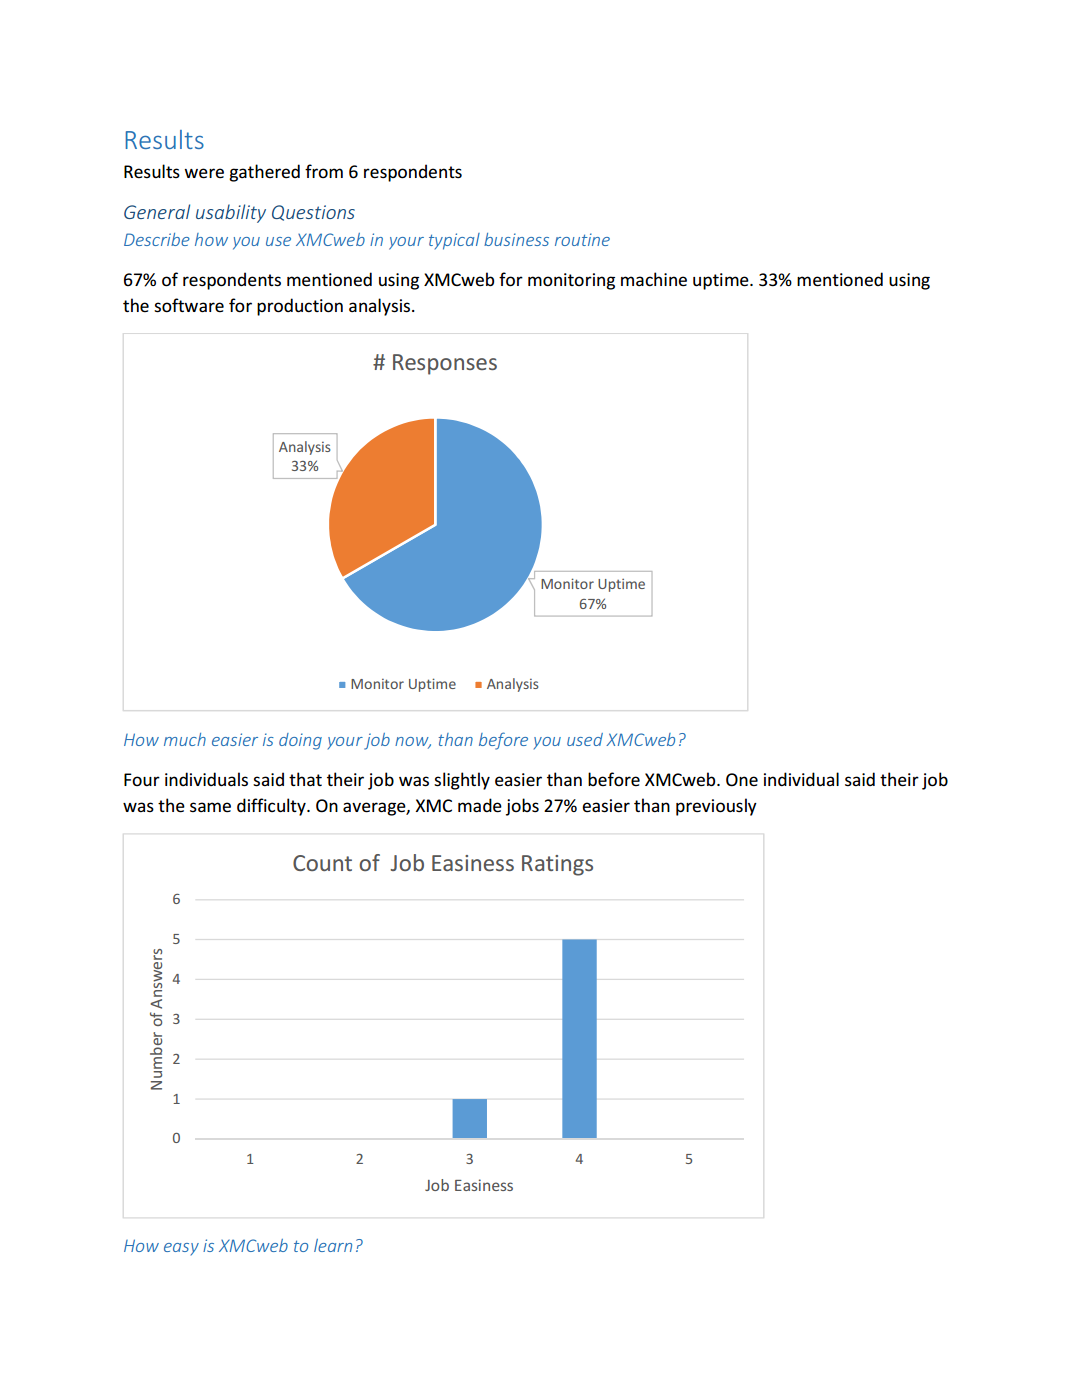 Results
Results were gathered from 6 respondents
General usability Questions
Describe how you use XMCweb in your typical business routine
67% of respondents mentioned using XMCweb for monitoring machine uptime. 33% mentioned using
the software for production analysis.
# Responses
Analysis
33%
Monitor Uptime
67%
Monitor Uptime Analysis
How much easier is doing your job now, than before you used XMCweb?
Four individuals said that their job was slightly easier than before XMCweb. One individual said their job
was the same difficulty. On average, XMC made jobs 27% easier than previously
Count of  Job Easiness Ratings
6
5
4
3
2
1
0
Number of Answers
1 2 3 4 5
Job Easiness
How easy is XMCweb to learn?